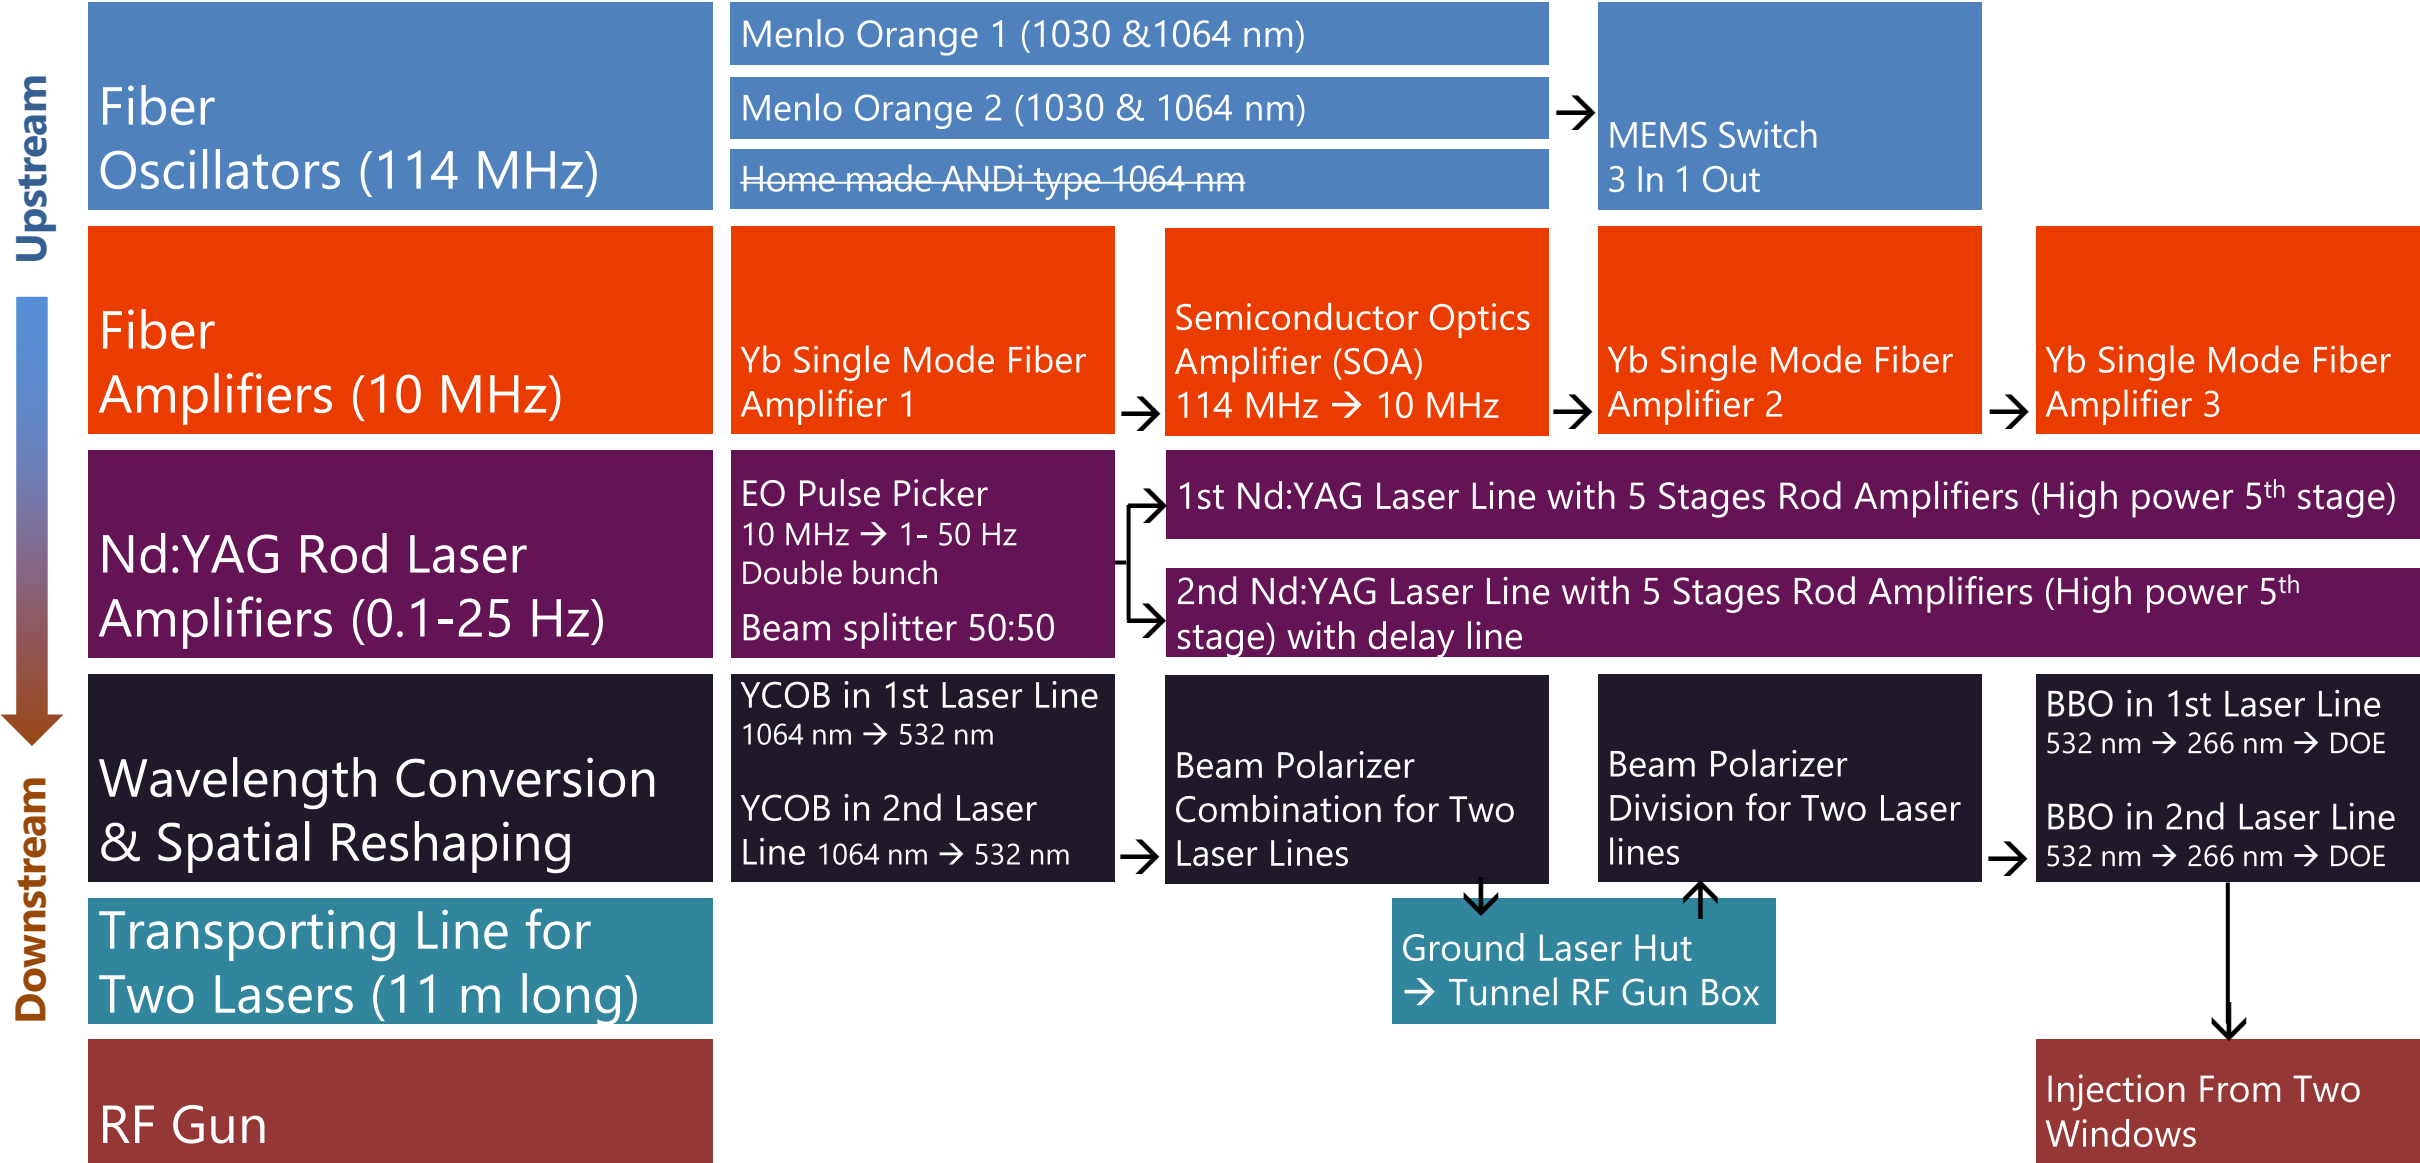 Upstream
Downstream
Fiber
Oscillators (114 MHz)
Menlo Orange 1 (1030 &1064 nm)
Menlo Orange 2 (1030 & 1064 nm)
Home made ANDi type 1064 nm
MEMS Switch
3 In 1 Out
Fiber
Amplifiers (10 MHz)
Yb Single Mode Fiber
Amplifier 1
Semiconductor Optics
Amplifier (SOA)
114 MHz → 10 MHz
Yb Single Mode Fiber
Amplifier 2
Yb Single Mode Fiber
Amplifier 3
Nd:YAG Rod Laser
Amplifiers (0.1-25 Hz)
EO Pulse Picker
10 MHz → 1- 50 Hz
Double bunch
Beam splitter 50:50
1st Nd:YAG Laser Line with 5 Stages Rod Amplifiers (High power 5th stage)
2nd Nd:YAG Laser Line with 5 Stages Rod Amplifiers (High power 5th
stage) with delay line
Wavelength Conversion
& Spatial Reshaping
YCOB in 1st Laser Line
1064 nm → 532 nm
YCOB in 2nd Laser
Line 1064 nm → 532 nm
Beam Polarizer
Combination for Two
Laser Lines
Beam Polarizer
Division for Two Laser
lines
BBO in 1st Laser Line
532 nm → 266 nm → DOE
BBO in 2nd Laser Line
532 nm → 266 nm → DOE
Transporting Line for
Two Lasers (11 m long)
Ground Laser Hut
→ Tunnel RF Gun Box
RF Gun
Injection From Two
Windows